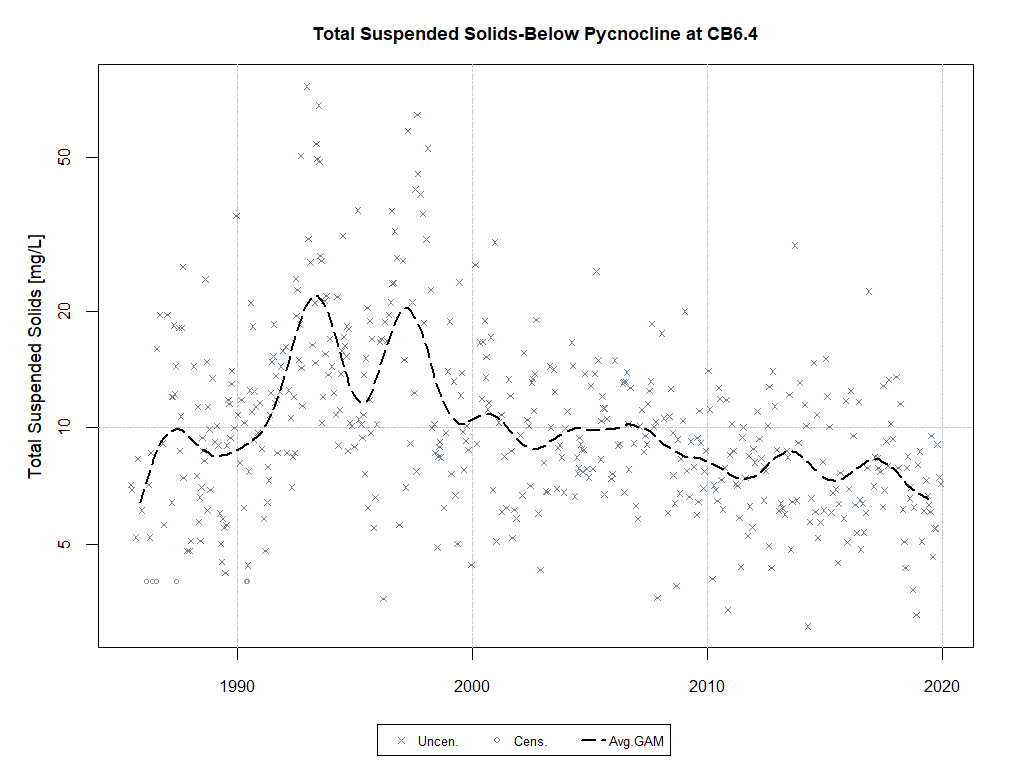 Total Suspended Solids-Below Pycnocline at CB6.4
Total Suspended Solids [mg/L]
50
20
10
5
1990
2000
2010
2020
Uncen.
Cens.
Avg.GAM